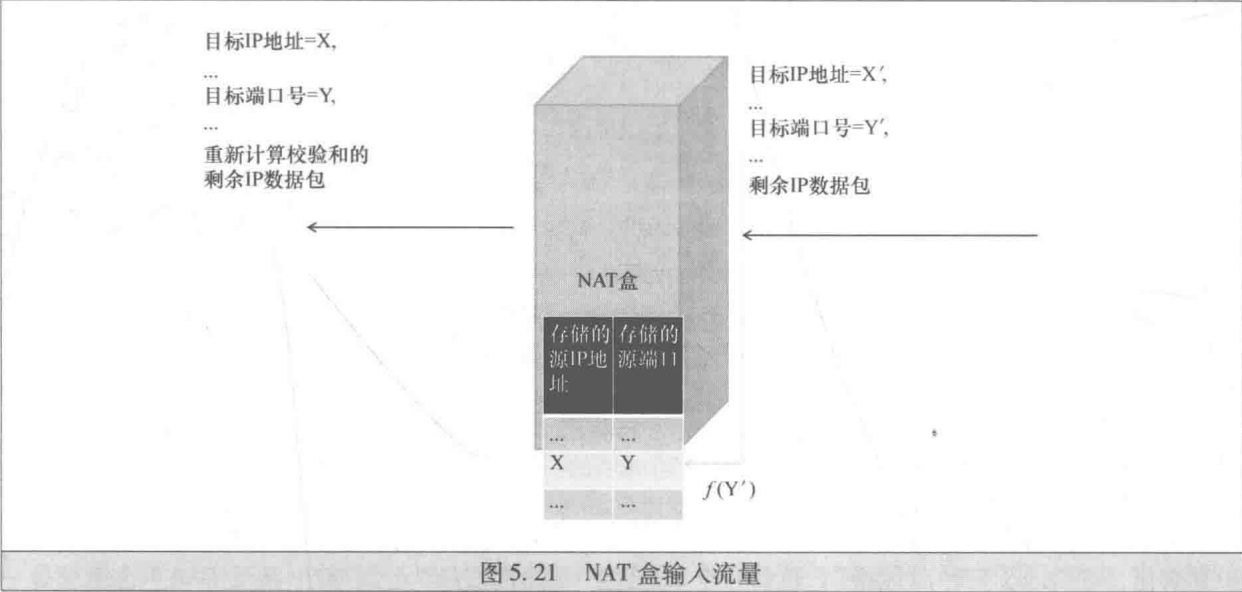 目标IP地址=X,
...
目标端口号=Y,
...
重新计算校验和的
剩余IP数据包
目标IP地址=X′,
...
目标端口号=Y′,
...
剩余IP数据包
NAT盒
存储的 存储的
源IP地 源端口
址
... ...
X Y
... ...
f(Y′)
图5.21 NAT盒输入流量